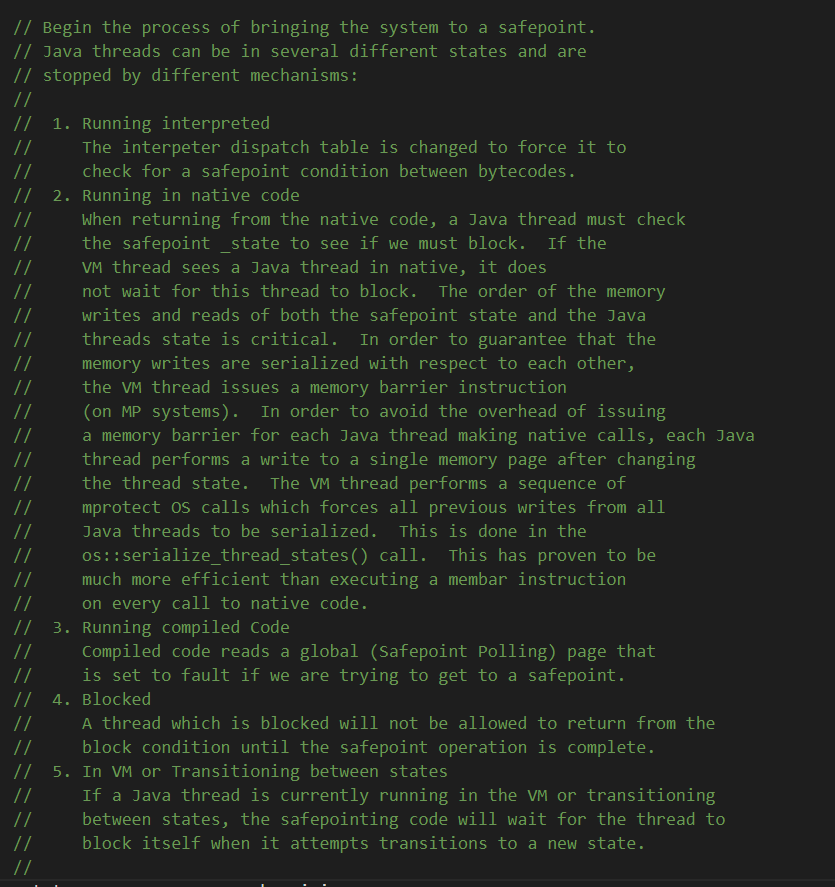 // Begin the process of bringing the system to a safepoint.
// Java threads can be in several different states and are
// stopped by different mechanisms:
//
//  1. Running interpreted
//     The interpeter dispatch table is changed to force it to
//     check for a safepoint condition between bytecodes.
//  2. Running in native code
//     When returning from the native code, a Java thread must check
//     the safepoint _state to see if we must block.  If the
//     VM thread sees a Java thread in native, it does
//     not wait for this thread to block.  The order of the memory
//     writes and reads of both the safepoint state and the Java
//     threads state is critical.  In order to guarantee that the
//     memory writes are serialized with respect to each other,
//     the VM thread issues a memory barrier instruction
//     (on MP systems).  In order to avoid the overhead of issuing
//     a memory barrier for each Java thread making native calls, each Java
//     thread performs a write to a single memory page after changing
//     the thread state.  The VM thread performs a sequence of
//     mprotect OS calls which forces all previous writes from all
//     Java threads to be serialized.  This is done in the
//     os::serialize_thread_states() call.  This has proven to be
//     much more efficient than executing a membar instruction
//     on every call to native code.
//  3. Running compiled Code
//     Compiled code reads a global (Safepoint Polling) page that
//     is set to fault if we are trying to get to a safepoint.
//  4. Blocked
//     A thread which is blocked will not be allowed to return from the
//     block condition until the safepoint operation is complete.
//  5. In VM or Transitioning between states
//     If a Java thread is currently running in the VM or transitioning
//     between states, the safepointing code will wait for the thread to
//     block itself when it attempts transitions to a new state.
//